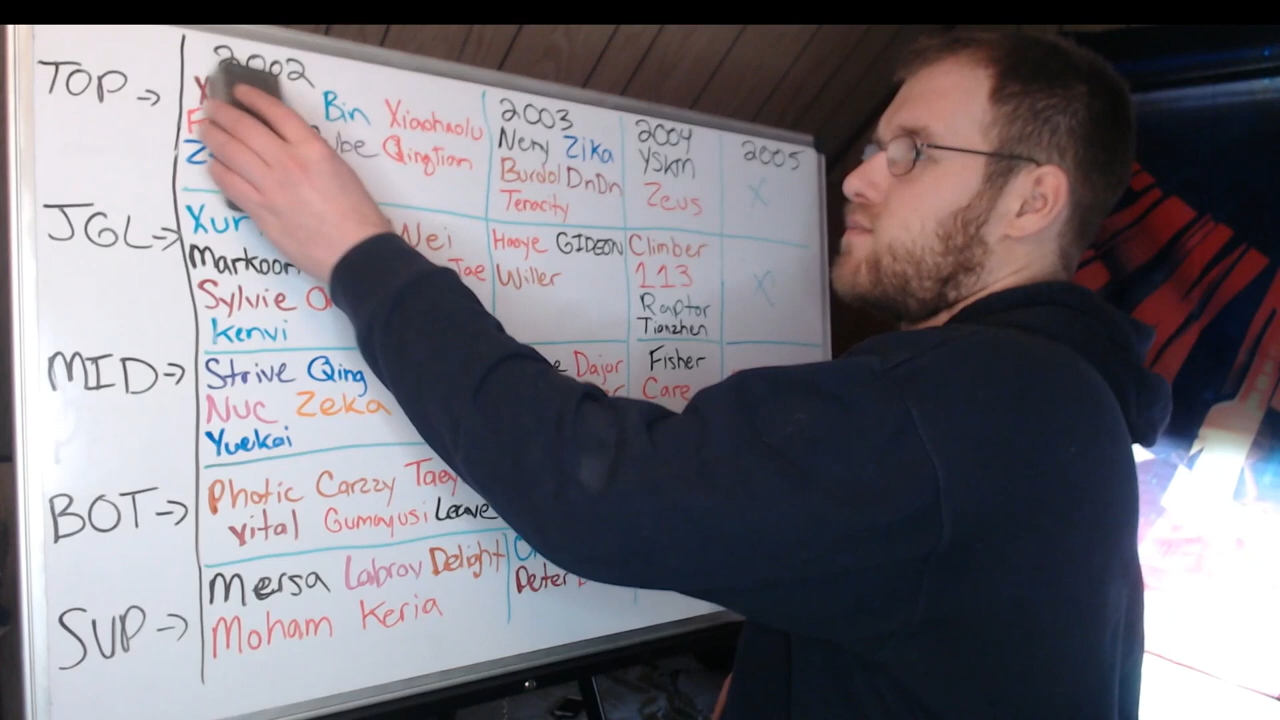 TOP → 2002
Bin Xiaohaolu
Qingtian
2003
Nery Zika
Burdol DnDn
Tenacity
2004
YSKM
Zeus
2005
X
JGL → Xur
Markoon
Sylvie
Kenvi
Wei
Tae
Haoye GIDEON
Willer
Climber
113
Raptor
Tianzhen
X
MID → Strive Qing
Nuc Zeka
Yuekai
Dajor
Fisher
Care
BOT → Photic Carzzy Taey
Vital Gumayusi Leave
SUP → Mersa Labrov Delight
Moham Keria
Peter